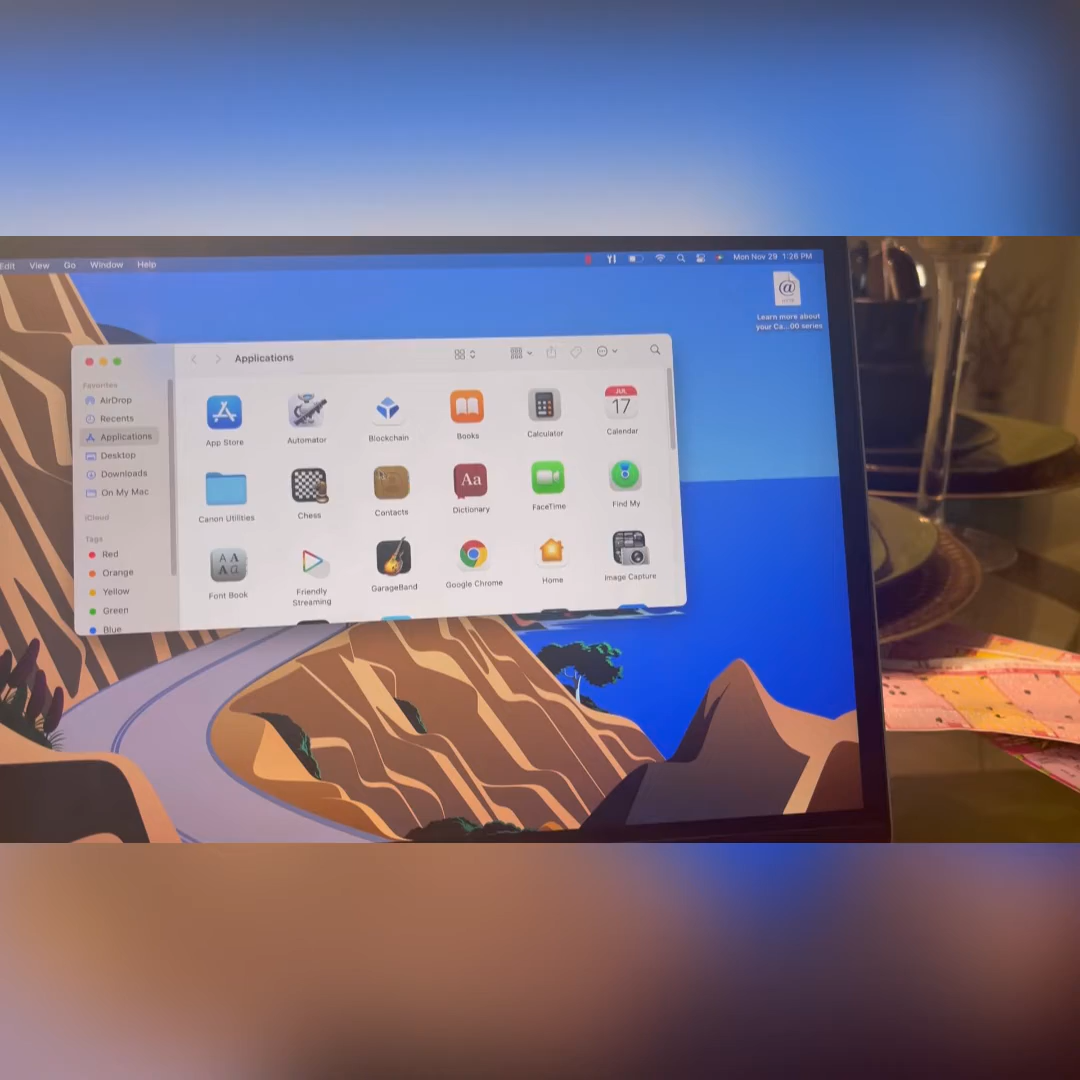 Edit View Go Window Help
Mon Nov 29 1:26 PM
Learn more about
your Ca...00 series
Applications
Favorites
AirDrop
Recents
Applications
Desktop
Downloads
On My Mac
iCloud
Tags
Red
Orange
Yellow
Green
Blue
App Store
Automator
Blockchain
Books
Calculator
JUL
17
Calendar
Canon Utilities
Chess
Contacts
Aa
Dictionary
FaceTime
Find My
Font Book
Friendly
Streaming
GarageBand
Google Chrome
Home
Image Capture